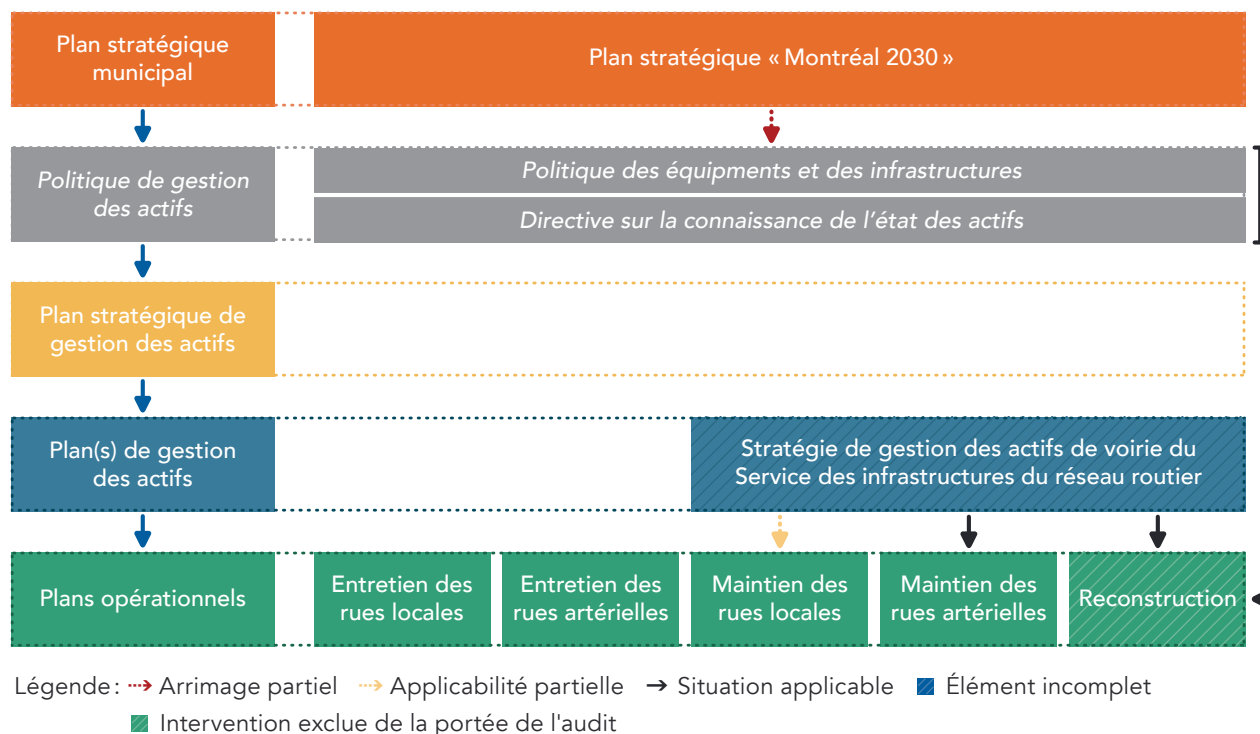 Plan stratégique
municipal
Plan stratégique « Montréal 2030 »
Politique de gestion
des actifs
Politique des équipements et des infrastructures
Directive sur la connaissance de l'état des actifs
Plan stratégique de
gestion des actifs
Plan(s) de gestion
des actifs
Stratégie de gestion des actifs de voirie du
Service des infrastructures du réseau routier
Plans opérationnels
Entretien des
rues locales
Entretien des
rues artérielles
Maintien des
rues locales
Maintien des
rues artérielles
Reconstruction
Légende : Arrimage partiel Applicabilité partielle Situation applicable Élément incomplet
Intervention exclue de la portée de l'audit